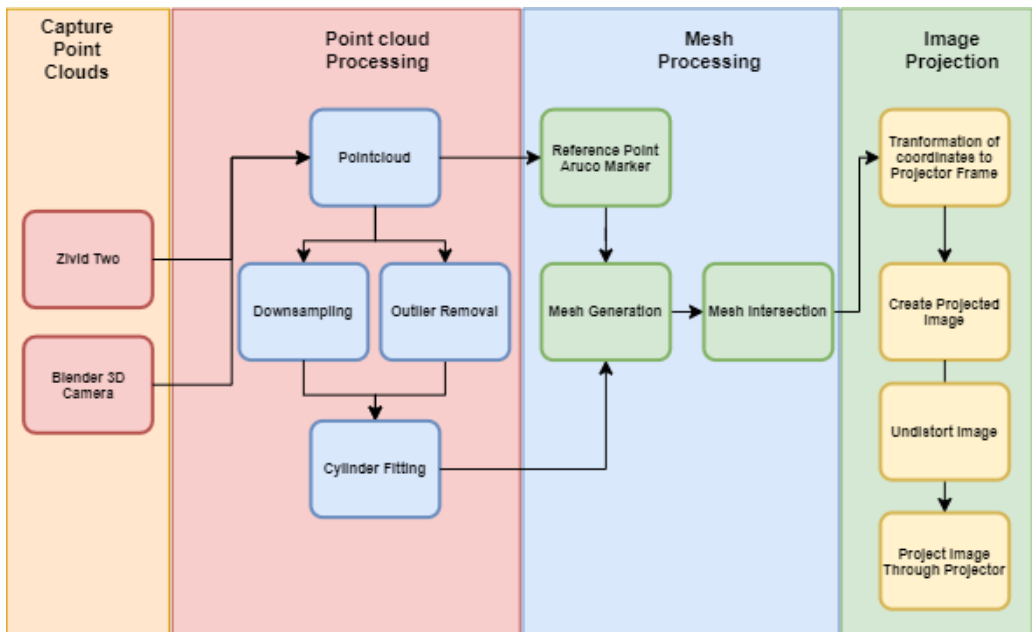 Capture
Point
Clouds
Point cloud
Processing
Mesh
Processing
Image
Projection
Zivid Two
Blender 3D
Camera
Pointcloud
Downsampling
Outlier Removal
Cylinder Fitting
Reference Point
Aruco Marker
Mesh Generation
Mesh Intersection
Tranformation of
coordinates to
Projector Frame
Create Projected
Image
Undistort Image
Project Image
Through Projector